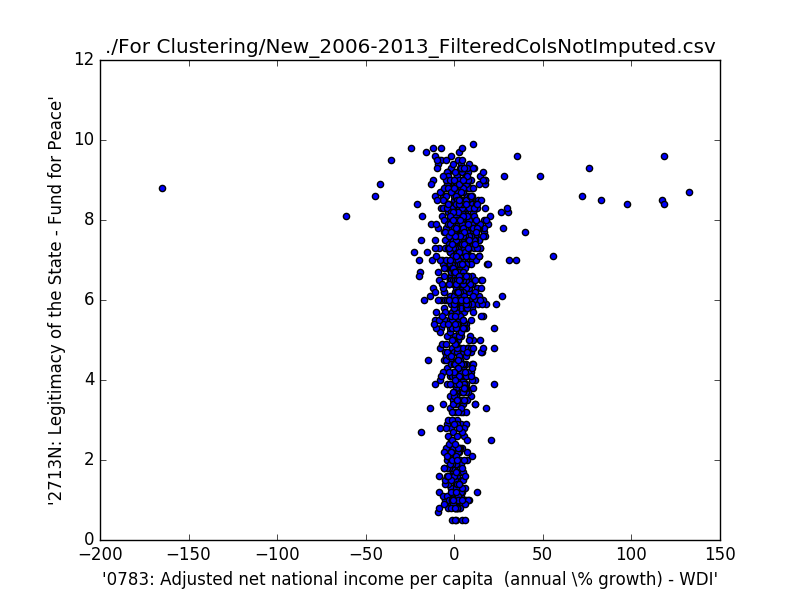 ./For Clustering/New_2006-2013_FilteredColsNotImputed.csv
12
10
8
6
4
2
0
'2713N: Legitimacy of the State - Fund for Peace'
−200 −150 −100 −50 0 50 100 150
'0783: Adjusted net national income per capita  (annual \% growth) - WDI'